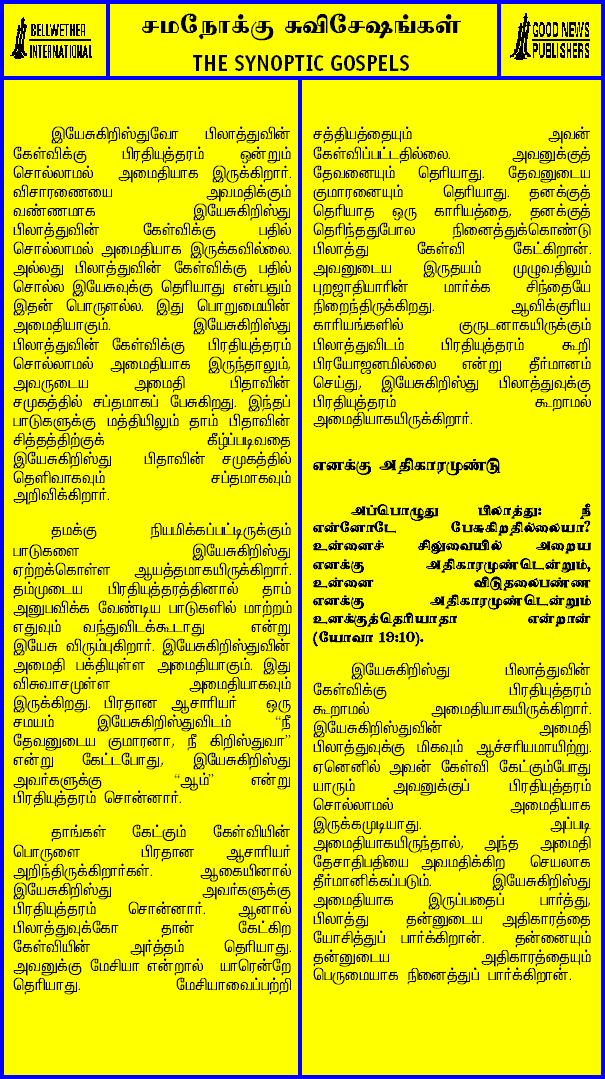 BELLWETHER
INTERNATIONAL
சமநோக்கு சுவிசேஷங்கள்
THE SYNOPTIC GOSPELS
GOOD NEWS
PUBLISHERS
இயேசுகிறிஸ்துவோ பிலாத்துவின்
கேள்விக்கு பிரதியுத்தரம் ஒன்றும்
சொல்லாமல் அமைதியாக இருக்கிறார்.
விசாரணையை அவமதிக்கும்
வண்ணமாக இயேசுகிறிஸ்து
பிலாத்துவின் கேள்விக்கு பதில்
சொல்லாமல் அமைதியாக இருக்கவில்லை.
அல்லது பிலாத்துவின் கேள்விக்கு பதில்
சொல்ல இயேசுவுக்கு தெரியாது என்பதும்
இதன் பொருளல்ல. இது பொறுமையின்
அமைதியாகும். இயேசுகிறிஸ்து
பிலாத்துவின் கேள்விக்கு பிரதியுத்தரம்
சொல்லாமல் அமைதியாக இருந்தாலும்,
அவருடைய அமைதி பிதாவின்
சமுகத்தில் சப்தமாகப் பேசுகிறது. இந்தப்
பாடுகளுக்கு மத்தியிலும் தாம் பிதாவின்
சித்தத்திற்குக் கீழ்ப்படிவதை
இயேசுகிறிஸ்து பிதாவின் சமுகத்தில்
தெளிவாகவும் சப்தமாகவும்
அறிவிக்கிறார்.
தமக்கு நியமிக்கப்பட்டிருக்கும்
பாடுகளை இயேசுகிறிஸ்து
ஏற்றக்கொள்ள ஆயத்தமாகயிருக்கிறார்.
தம்முடைய பிரதியுத்தரத்தினால் தாம்
அனுபவிக்க வேண்டிய பாடுகளில் மாற்றம்
எதுவும் வந்துவிடக்கூடாது என்று
இயேசு விரும்புகிறார். இயேசுகிறிஸ்துவின்
அமைதி பக்தியுள்ள அமைதியாகும். இது
விசுவாசமுள்ள அமைதியாகவும்
இருக்கிறது. பிரதான ஆசாரியர் ஒரு
சமயம் இயேசுகிறிஸ்துவிடம் “நீ
தேவனுடைய குமாரனா, நீ கிறிஸ்துவா”
என்று கேட்டபோது, இயேசுகிறிஸ்து
அவர்களுக்கு “ஆம்” என்று
பிரதியுத்தரம் சொன்னார்.
தாங்கள் கேட்கும் கேள்வியின்
பொருளை பிரதான ஆசாரியர்
அறிந்திருக்கிறார்கள். ஆகையினால்
இயேசுகிறிஸ்து அவர்களுக்கு
பிரதியுத்தரம் சொன்னார். ஆனால்
பிலாத்துவுக்கோ தான் கேட்கிற
கேள்வியின் அர்த்தம் தெரியாது.
அவனுக்கு மேசியா என்றால் யாரென்றே
தெரியாது. மேசியாவைப்பற்றி
சத்தியத்தையும் அவன்
கேள்விப்பட்டதில்லை. அவனுக்குத்
தேவனையும் தெரியாது. தேவனுடைய
குமாரனையும் தெரியாது. தனக்குத்
தெரியாத ஒரு காரியத்தை, தனக்குத்
தெரிந்ததுபோல நினைத்துக்கொண்டு
பிலாத்து கேள்வி கேட்கிறான்.
அவனுடைய இருதயம் முழுவதிலும்
புறஜாதியாரின் மார்க்க சிந்தையே
நிறைந்திருக்கிறது. ஆவிக்குரிய
காரியங்களில் குருடனாகயிருக்கும்
பிலாத்துவிடம் பிரதியுத்தரம் கூறி
பிரயோஜனமில்லை என்று தீர்மானம்
செய்து, இயேசுகிறிஸ்து பிலாத்துவுக்கு
பிரதியுத்தரம் கூறாமல்
அமைதியாகயிருக்கிறார்.
எனக்கு அதிகாரமுண்டு
அப்பொழுது பிலாத்து: நீ
என்னோடே பேசுகிறதில்லையா?
உன்னைச் சிலுவையில் அறைய
எனக்கு அதிகாரமுண்டென்றும்,
உன்னை விடுதலைபண்ண
எனக்கு அதிகாரமுண்டென்றும்
உனக்குத்தெரியாதா என்றான்
(யோவா 19:10).
இயேசுகிறிஸ்து பிலாத்துவின்
கேள்விக்கு பிரதியுத்தரம்
கூறாமல் அமைதியாகயிருக்கிறார்.
இயேசுகிறிஸ்துவின் அமைதி
பிலாத்துவுக்கு மிகவும் ஆச்சரியமாயிற்று.
ஏனெனில் அவன் கேள்வி கேட்கும்போது
யாரும் அவனுக்குப் பிரதியுத்தரம்
சொல்லாமல் அமைதியாக
இருக்கமுடியாது. அப்படி
அமைதியாகயிருந்தால், அந்த அமைதி
தேசாதிபதியை அவமதிக்கிற செயலாக
தீர்மானிக்கப்படும். இயேசுகிறிஸ்து
அமைதியாக இருப்பதைப் பார்த்து,
பிலாத்து தன்னுடைய அதிகாரத்தை
யோசித்துப் பார்க்கிறான். தன்னையும்
தன்னுடைய அதிகாரத்தையும்
பெருமையாக நினைத்துப் பார்க்கிறான்.